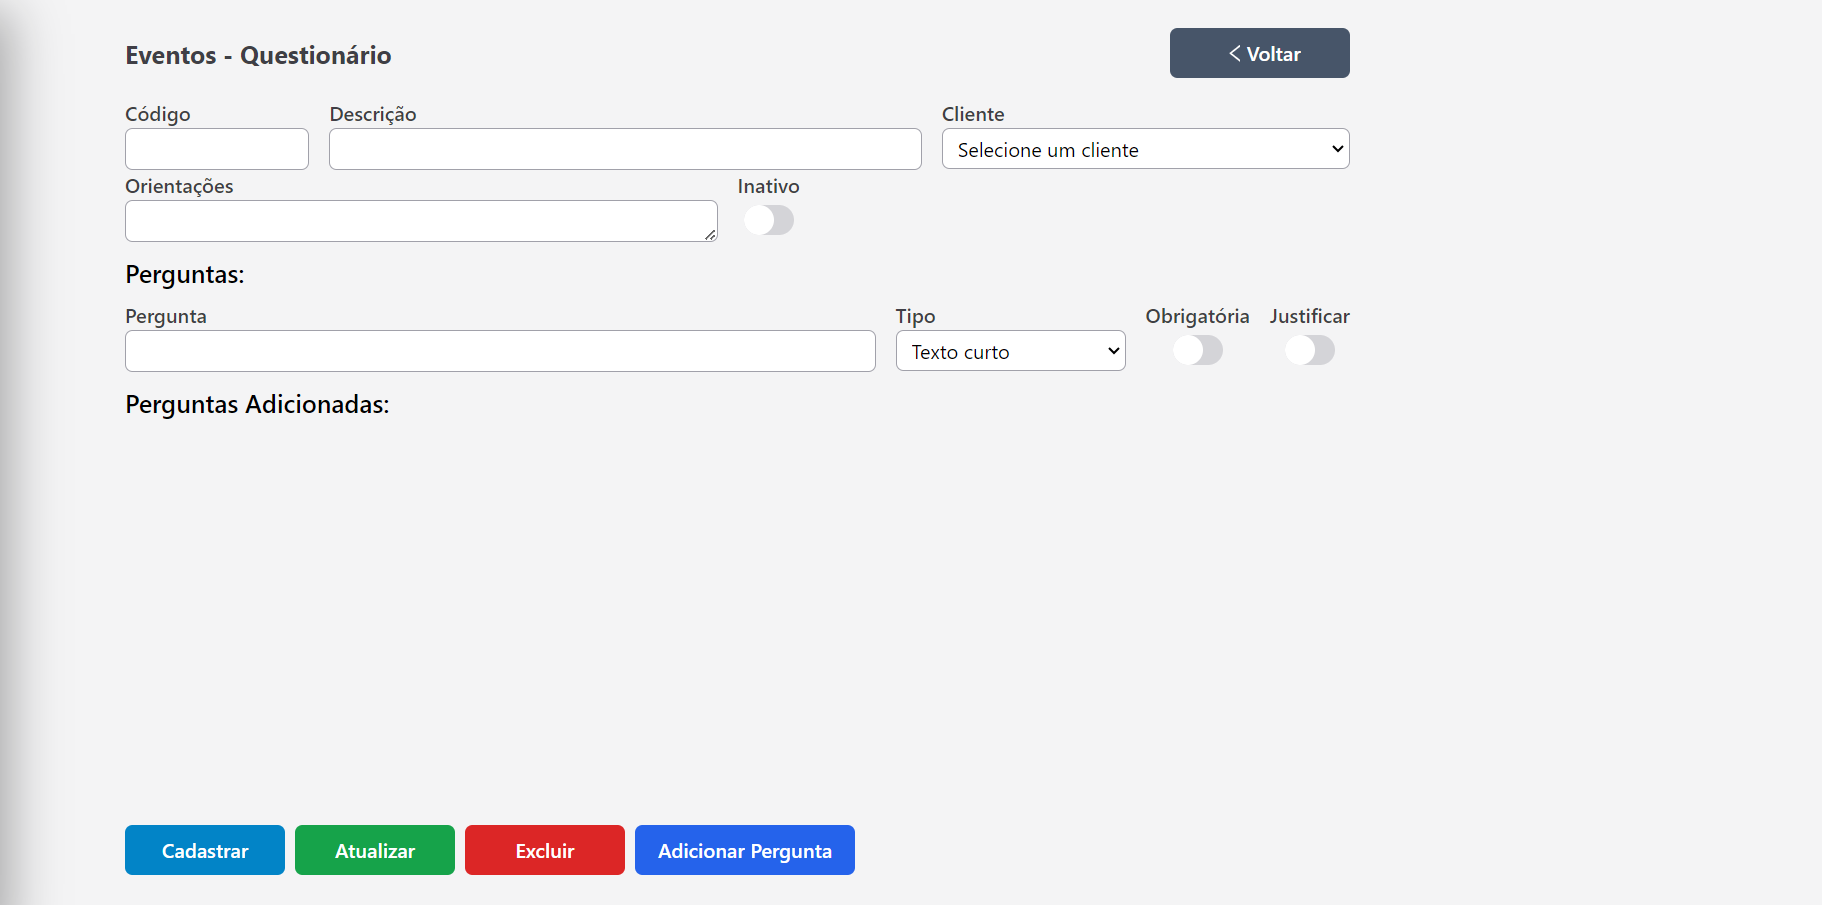 Eventos - Questionário
Voltar
Código
Descrição
Cliente
Selecione um cliente
Orientações
Inativo
Perguntas:
Pergunta
Tipo
Obrigatória
Justificar
Texto curto
Perguntas Adicionadas:
Cadastrar
Atualizar
Excluir
Adicionar Pergunta